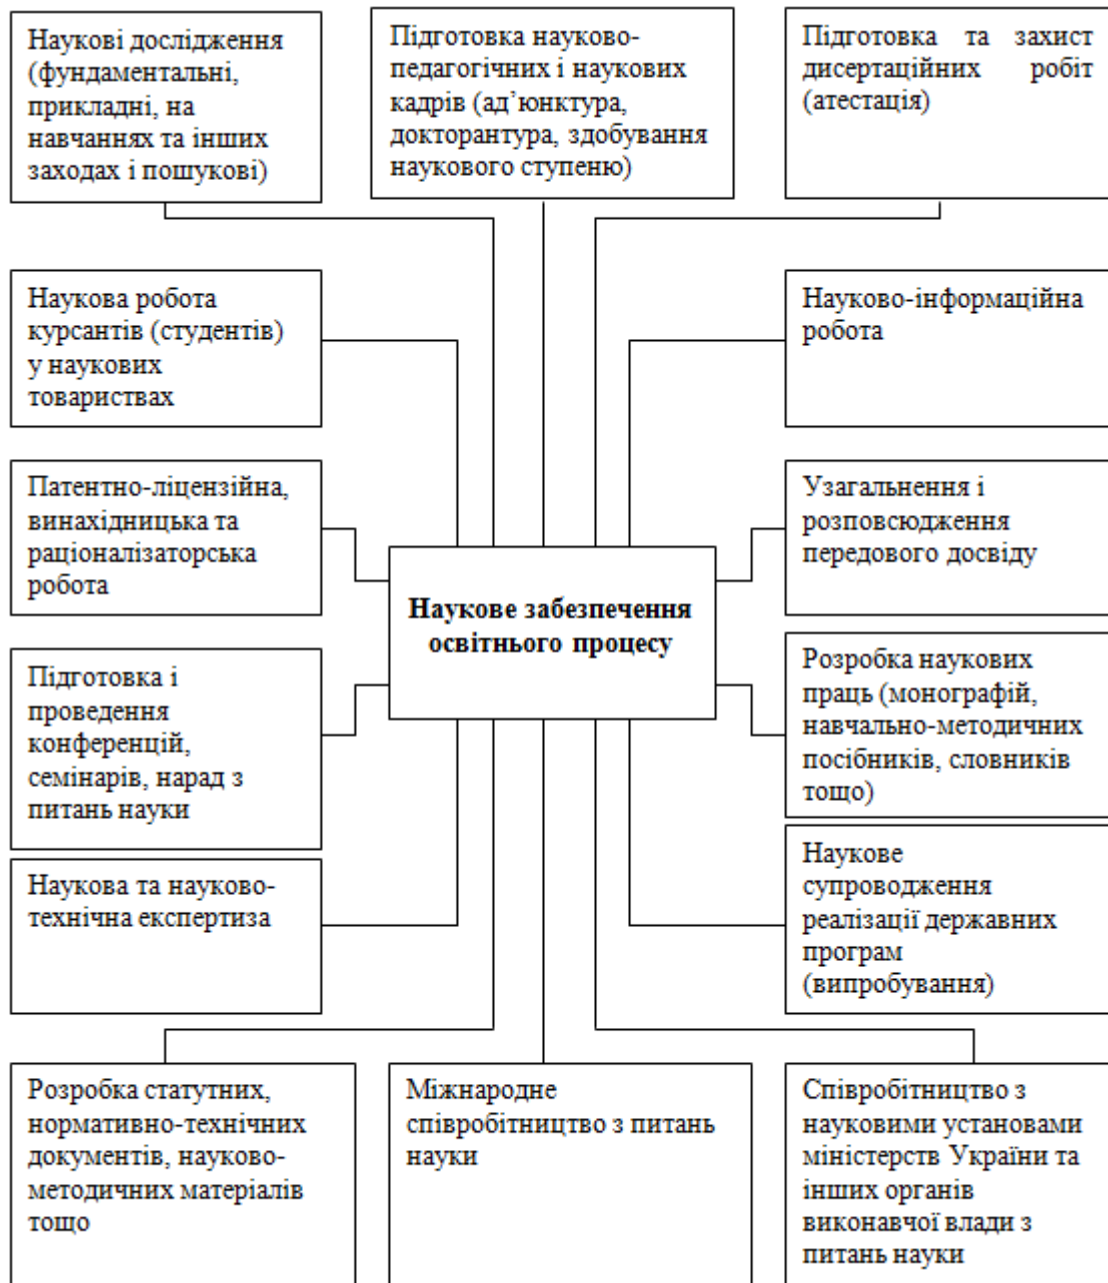 Наукові дослідження
(фундаментальні,
прикладні, на
навчаннях та інших
заходах і пошукові)
Підготовка науково-
педагогічних і наукових
кадрів (ад’юнктура,
докторантура, здобування
наукового ступеню)
Підготовка та захист
дисертаційних робіт
(атестація)
Наукова робота
курсантів (студентів)
у наукових
товариствах
Науково-інформаційна
робота
Патентно-ліцензійна,
винахідницька та
раціоналізаторська
робота
Узагальнення і
розповсюдження
передового досвіду
Наукове забезпечення
освітнього процесу
Підготовка і
проведення
конференцій,
семінарів, нарад з
питань науки
Розробка наукових
праць (монографій,
навчально-методичних
посібників, словників
тощо)
Наукова та науково-
технічна експертиза
Наукове
супроводження
реалізації державних
програм
(випробування)
Розробка статутних,
нормативно-технічних
документів, науково-
методичних матеріалів
тощо
Міжнародне
співробітництво з питань
науки
Співробітництво з
науковими установами
міністерств України та
інших органів
виконавчої влади з
питань науки